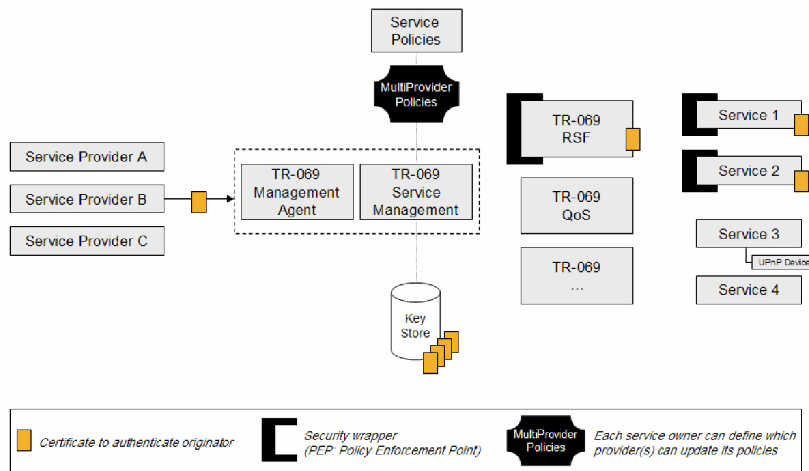 Service
Policies
MultiProvider
Policies
Service Provider A
Service Provider B
Service Provider C
TR-069
Management
Agent
TR-069
Service
Management
Key
Store
TR-069
RSF
TR-069
QoS
TR-069
...
Service 1
Service 2
Service 3
UPnP Device
Service 4
Certificate to authenticate originator
Security wrapper
(PEP: Policy Enforcement Point)
MultiProvider
Policies
Each service owner can define which
provider(s) can update its policies